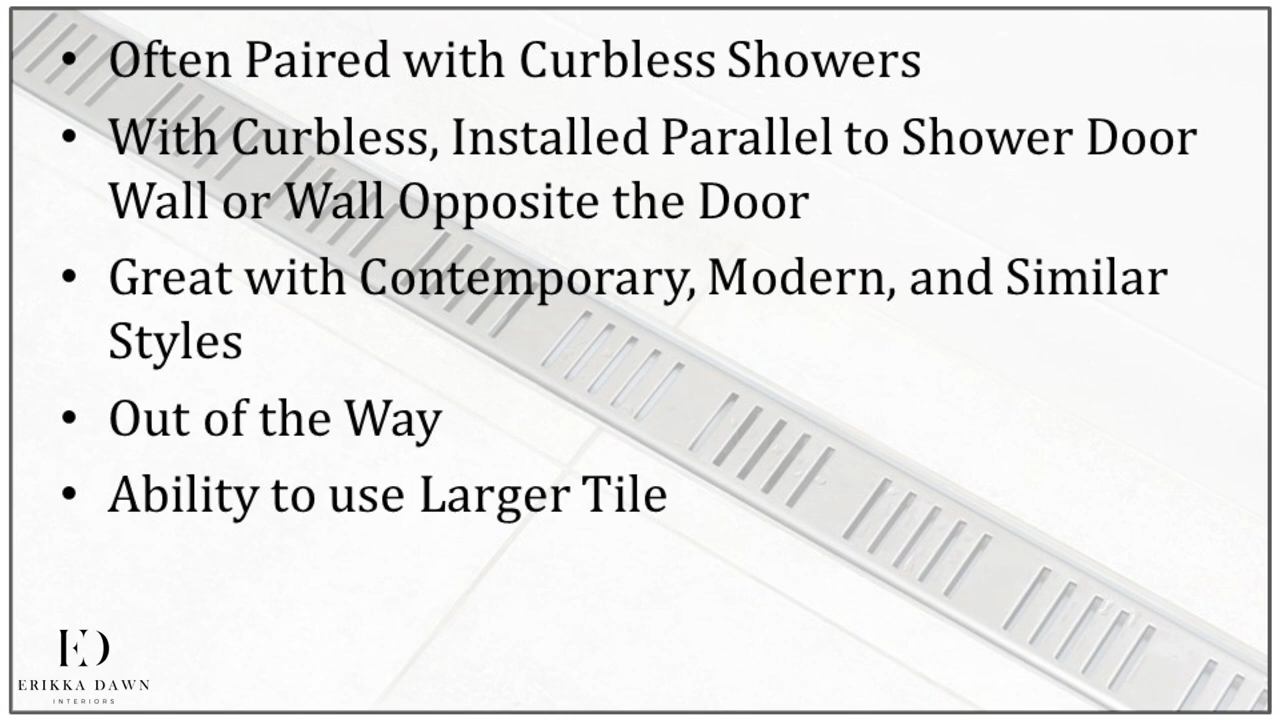 • Often Paired with Curbless Showers
• With Curbless, Installed Parallel to Shower Door
Wall or Wall Opposite the Door
• Great with Contemporary, Modern, and Similar
Styles
• Out of the Way
• Ability to use Larger Tile
ED
ERIKKA DAWN
INTERIORS